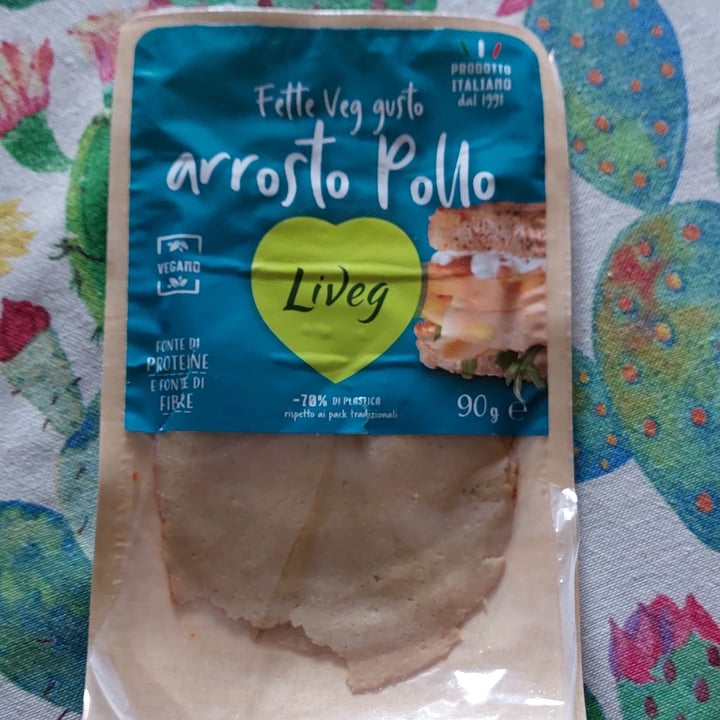 PRODOTTO
ITALIANO
dal 1991
Fette Veg gusto
arrosto Pollo
VEGANO
Liveg
FONTE DI
PROTEINE
E FONTE DI
FIBRE
-70% DI PLASTICA
rispetto ai pack tradizionali
90g e